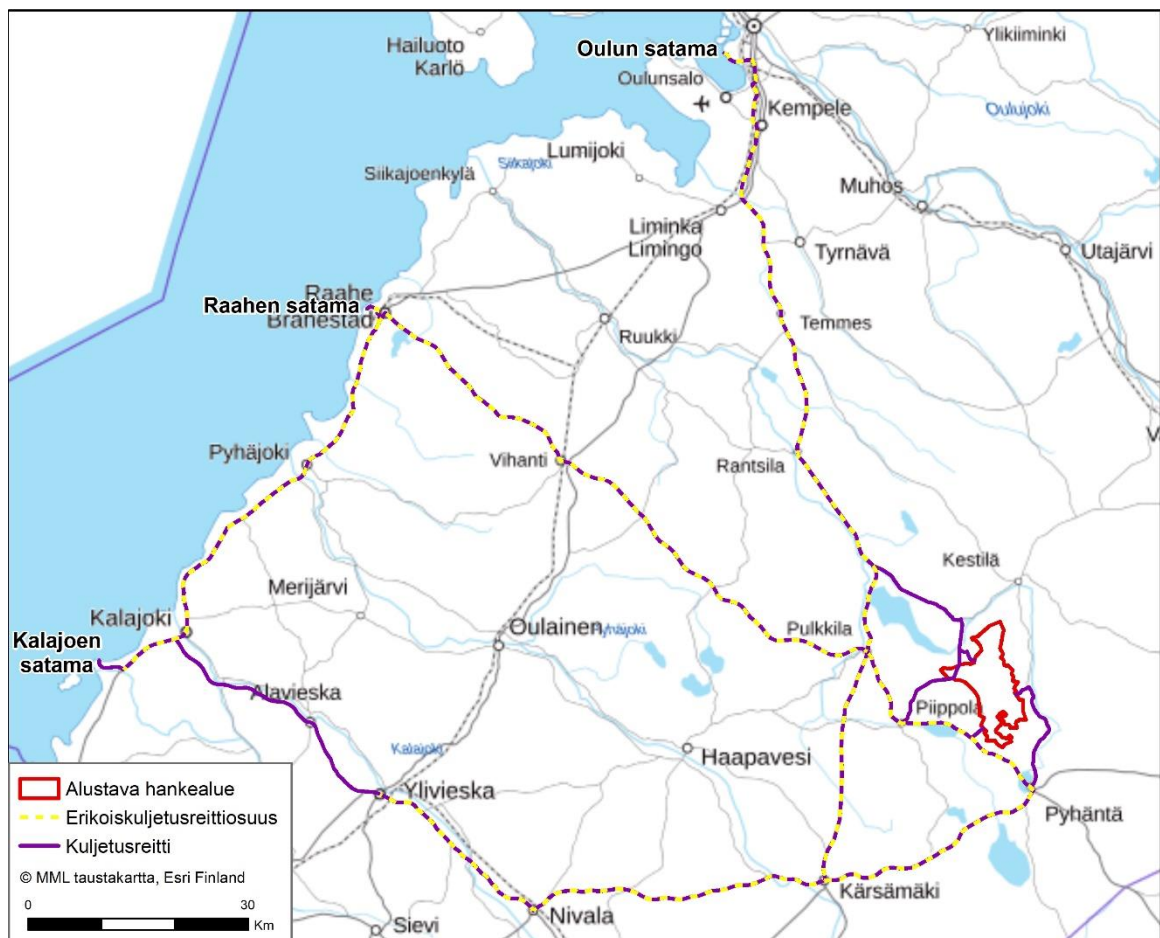 Hailuoto
Karlö
Oulun satama
Ylikiiminki
Oulunsalo
Oulujoki
Kempele
Lumijoki
Siikajoki
Siikajoenkylä
Muhos
Liminka
Limingo
Tyrnävä
Utajärvi
Raahe
Raahen satama
Brahestad
Ruukki
Temmes
Pyhäjoki
Vihanti
Rantsila
Kestilä
Merijärvi
Kalajoki
Oulainen
Pyhäjoki
Pulkkila
Kalajoen
satama
Alavieska
Piippola
Kalajoki
Haapavesi
Ylivieska
Pyhäntä
Kärsämäki
Nivala
Sievi
Alustava hankealue
Erikoiskuljetusreittiosuus
Kuljetusreitti
© MML taustakartta, Esri Finland
0 30
Km